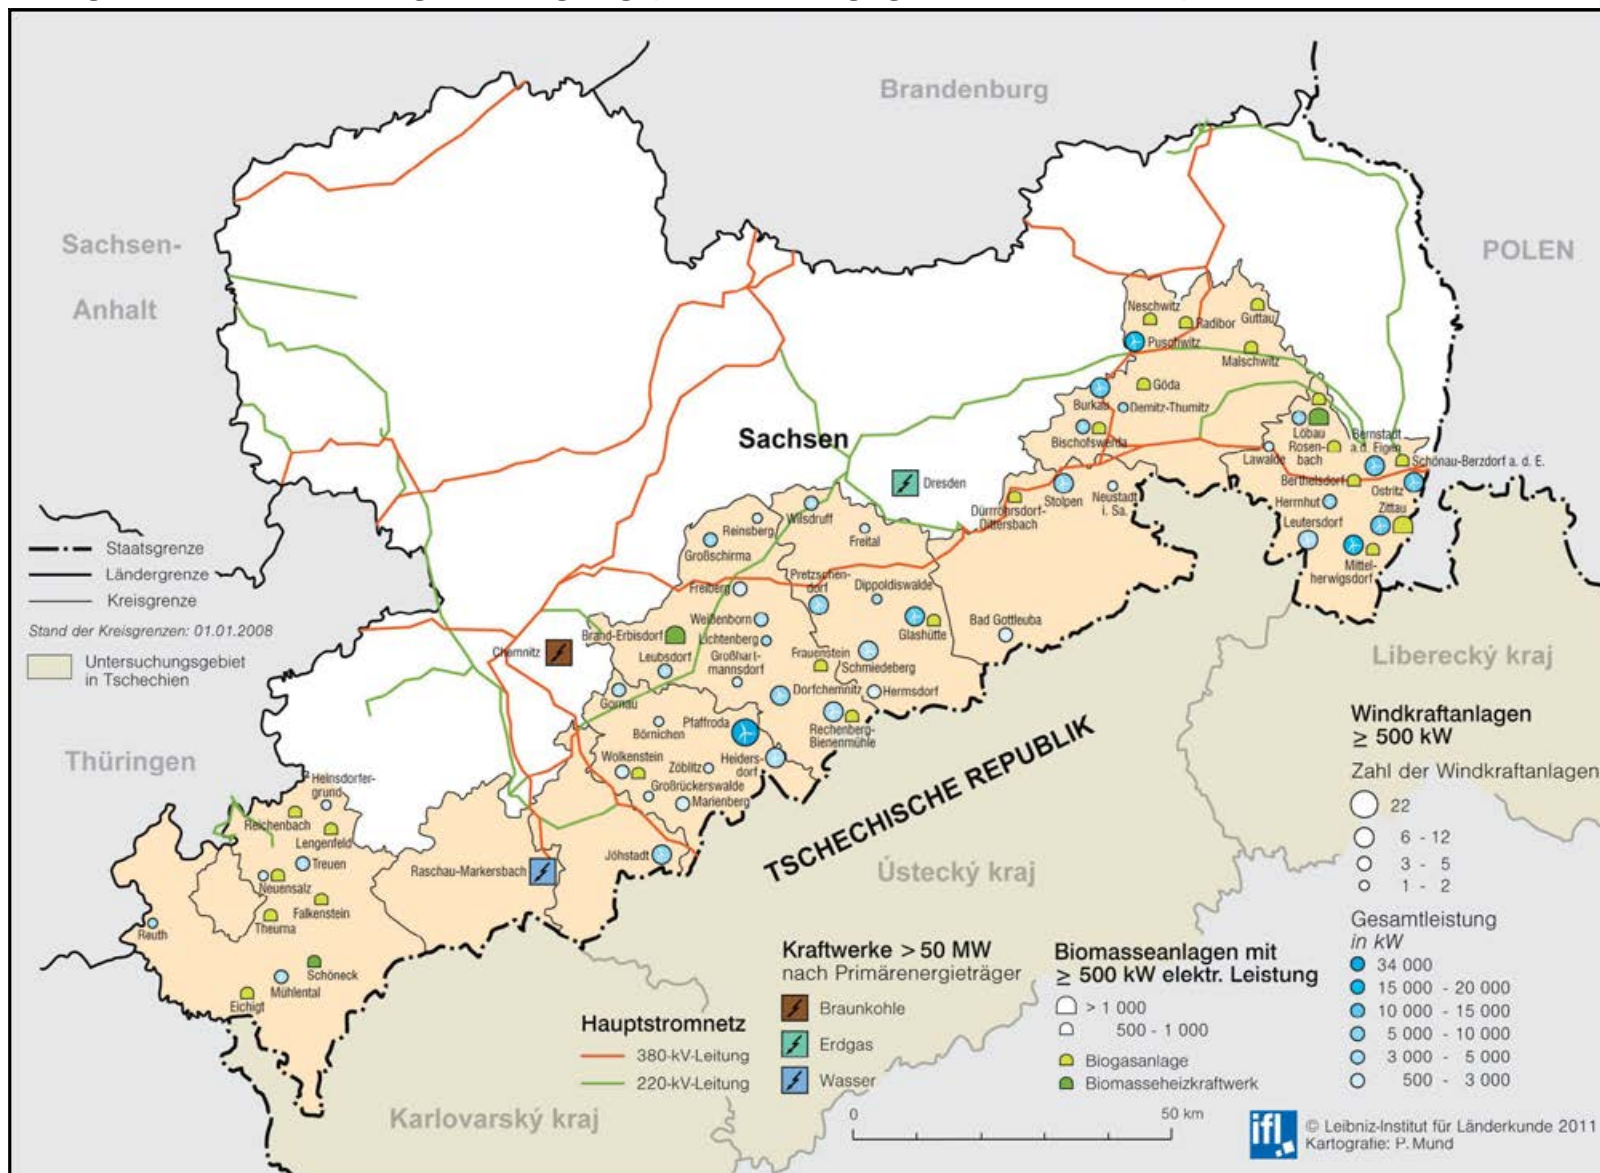 Brandenburg
Sachsen-
Anhalt
POLEN
Thüringen
Sachsen
TSCHECHISCHE REPUBLIK
Liberecký kraj
Ústecký kraj
Karlovarský kraj
Neschwitz
Radibor
Guttau
Puschwitz
Malschwitz
Göda
Burkau
Demitz-Thumitz
Bischofswerda
Löbau
Rosen-
bach
Bernstadt
a.d. Eigen
Lawalde
Schönau-Berzdorf a. d. E.
Berthelsdorf
Ostritz
Herrnhut
Zittau
Leutersdorf
Mittel-
herwigsdorf
Dresden
Stolpen
Neustadt
i. Sa.
Dürrröhrsdorf-
Dittersbach
Wilsdruff
Reinsberg
Freital
Großschirma
Pretzschen-
dorf
Dippoldiswalde
Freiberg
Weißenborn
Glashütte
Bad Gottleuba
Brand-Erbisdorf
Lichtenberg
Chemnitz
Leubsdorf
Großhart-
mannsdorf
Frauenstein
Schmiedeberg
Dorfchemnitz
Hermsdorf
Gornau
Pfaffroda
Börnichen
Rechenberg-
Bienenmühle
Wolkenstein
Zöblitz
Heiders-
dorf
Großrückerswalde
Marienberg
Jöhstadt
Raschau-Markersbach
Heinsdorfer-
grund
Reichenbach
Lengenfeld
Treuen
Neuensalz
Falkenstein
Theuma
Reuth
Schöneck
Mühlental
Eichigt
Staatsgrenze
Ländergrenze
Kreisgrenze
Stand der Kreisgrenzen: 01.01.2008
Untersuchungsgebiet
in Tschechien
Hauptstromnetz
380-kV-Leitung
220-kV-Leitung
Kraftwerke > 50 MW
nach Primärenergieträger
Braunkohle
Erdgas
Wasser
Biomasseanlagen mit
≥ 500 kW elektr. Leistung
> 1 000
500 - 1 000
Biogasanlage
Biomasseheizkraftwerk
0 50 km
Windkraftanlagen
≥ 500 kW
Zahl der Windkraftanlagen
22
6 - 12
3 - 5
1 - 2
Gesamtleistung
in kW
34 000
15 000 - 20 000
10 000 - 15 000
5 000 - 10 000
3 000 - 5 000
500 - 3 000
ifl
© Leibniz-Institut für Länderkunde 2011
Kartografie: P. Mund